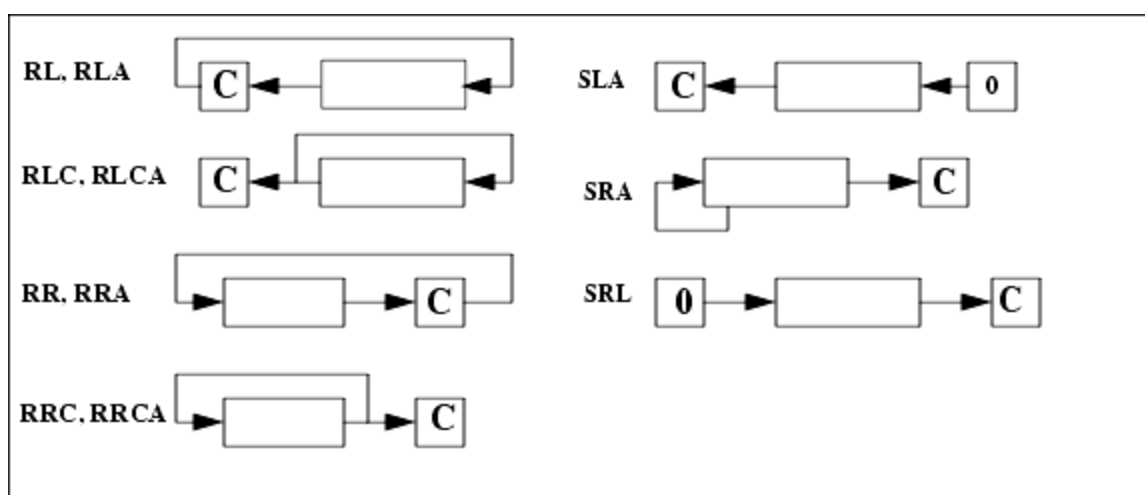 RL, RLA C SLA C 0
RLC, RLCA C SRA C
RR, RRA C SRL 0 C
RRC, RRCA C